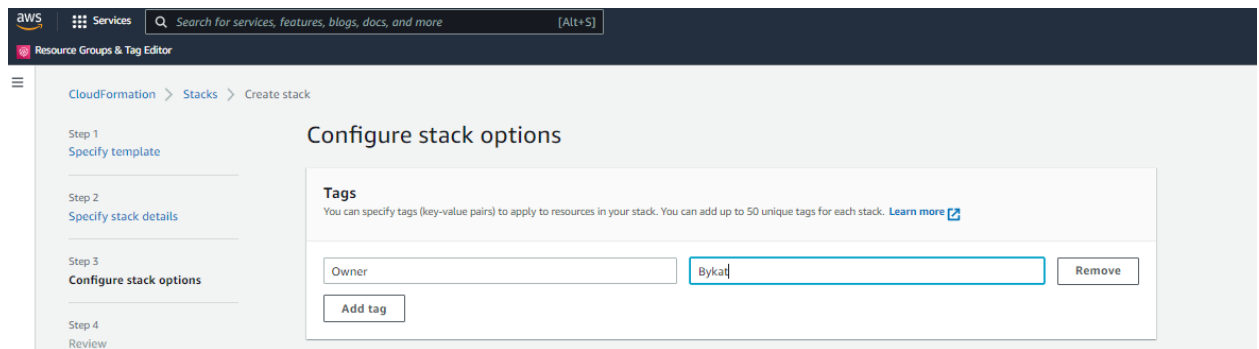 aws
Services
Search for services, features, blogs, docs, and more
[Alt+S]
Resource Groups & Tag Editor
CloudFormation > Stacks > Create stack
Step 1
Specify template
Step 2
Specify stack details
Step 3
Configure stack options
Step 4
Review
Configure stack options
Tags
You can specify tags (key-value pairs) to apply to resources in your stack. You can add up to 50 unique tags for each stack. Learn more
Owner
Bykat
Remove
Add tag